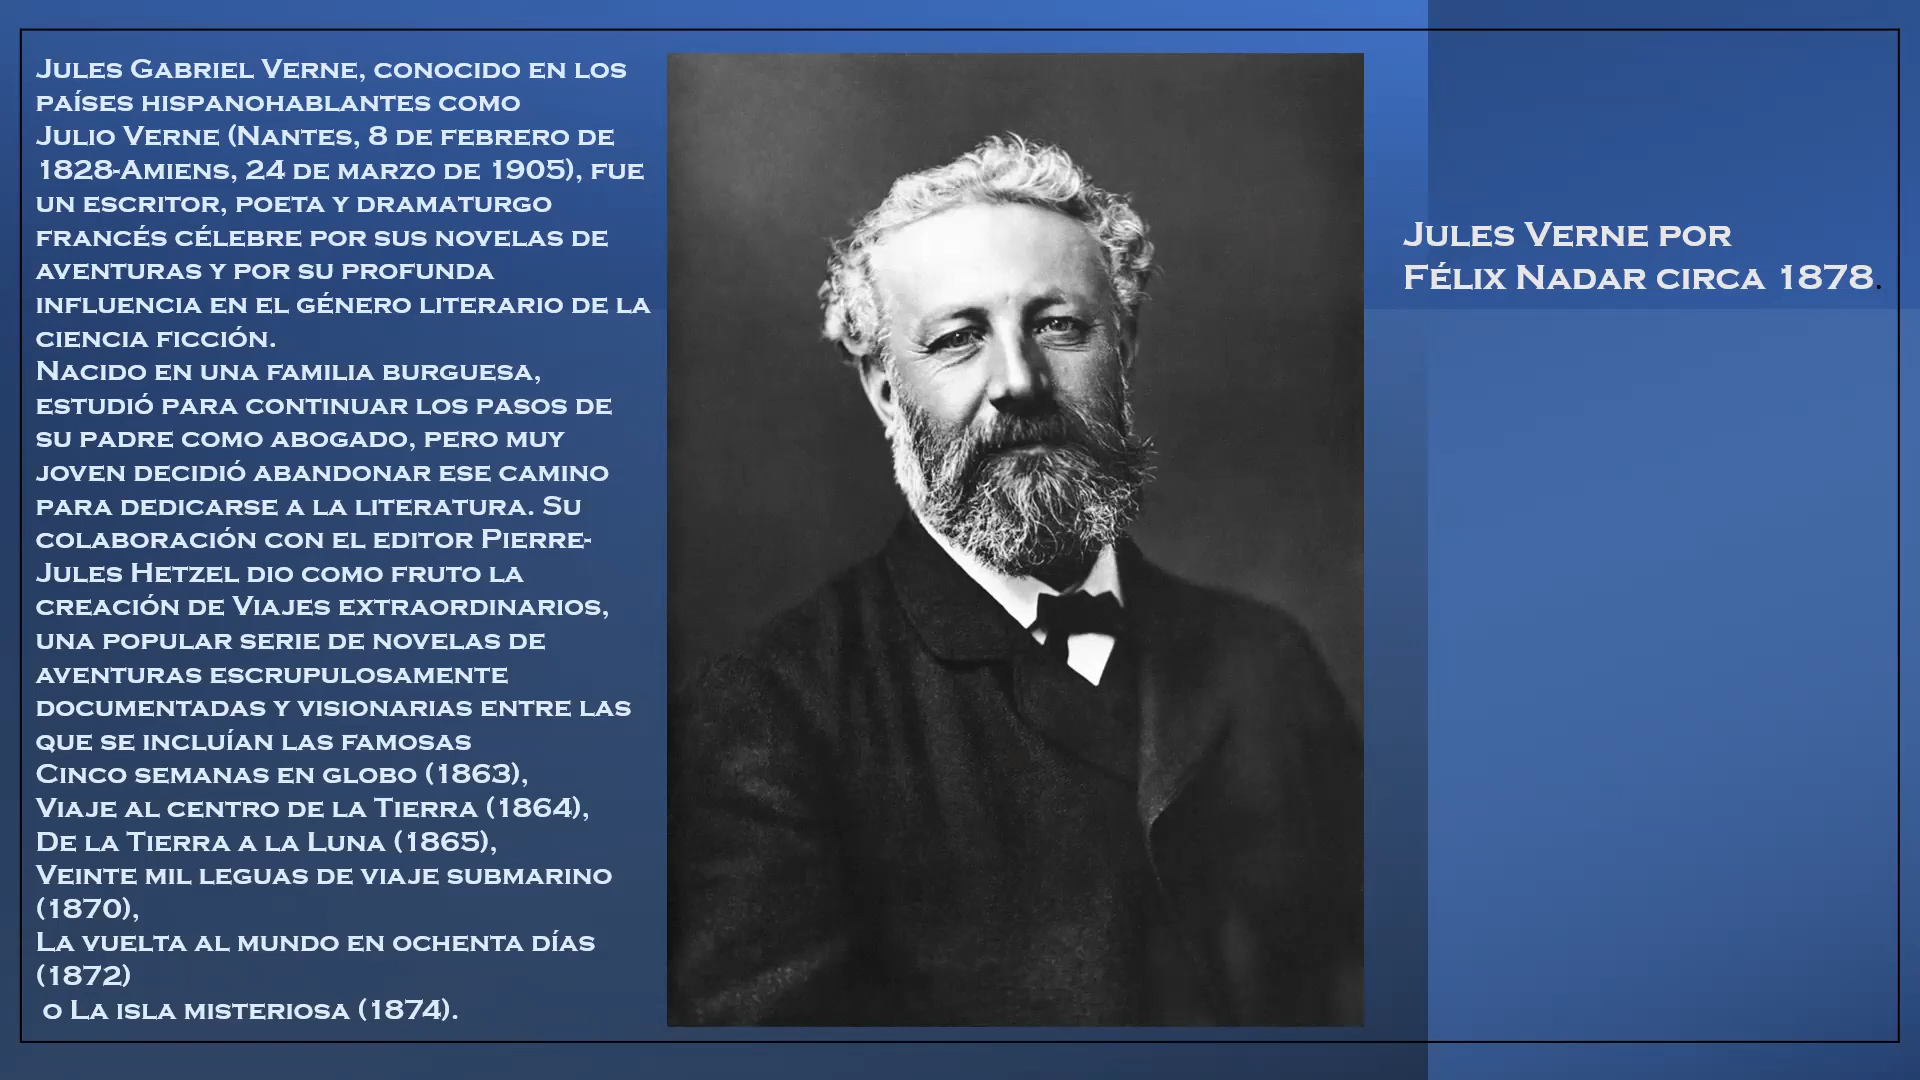 Jules Gabriel Verne, conocido en los
países hispanohablantes como
Julio Verne (Nantes, 8 de febrero de
1828-Amiens, 24 de marzo de 1905), fue
un escritor, poeta y dramaturgo
francés célebre por sus novelas de
aventuras y por su profunda
influencia en el género literario de la
ciencia ficción.
Nacido en una familia burguesa,
estudió para continuar los pasos de
su padre como abogado, pero muy
joven decidió abandonar ese camino
para dedicarse a la literatura. Su
colaboración con el editor Pierre-
Jules Hetzel dio como fruto la
creación de Viajes extraordinarios,
una popular serie de novelas de
aventuras escrupulosamente
documentadas y visionarias entre las
que se incluían las famosas
Cinco semanas en globo (1863),
Viaje al centro de la Tierra (1864),
De la Tierra a la Luna (1865),
Veinte mil leguas de viaje submarino
(1870),
La vuelta al mundo en ochenta días
(1872)
o La isla misteriosa (1874).
Jules Verne por
Félix Nadar circa 1878.